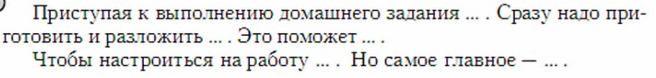 Приступая к выполнению домашнего задания ... . Сразу надо при-
готовить и разложить ... . Это поможет ... .
Чтобы настроиться на работу ... . Но самое главное — ... .